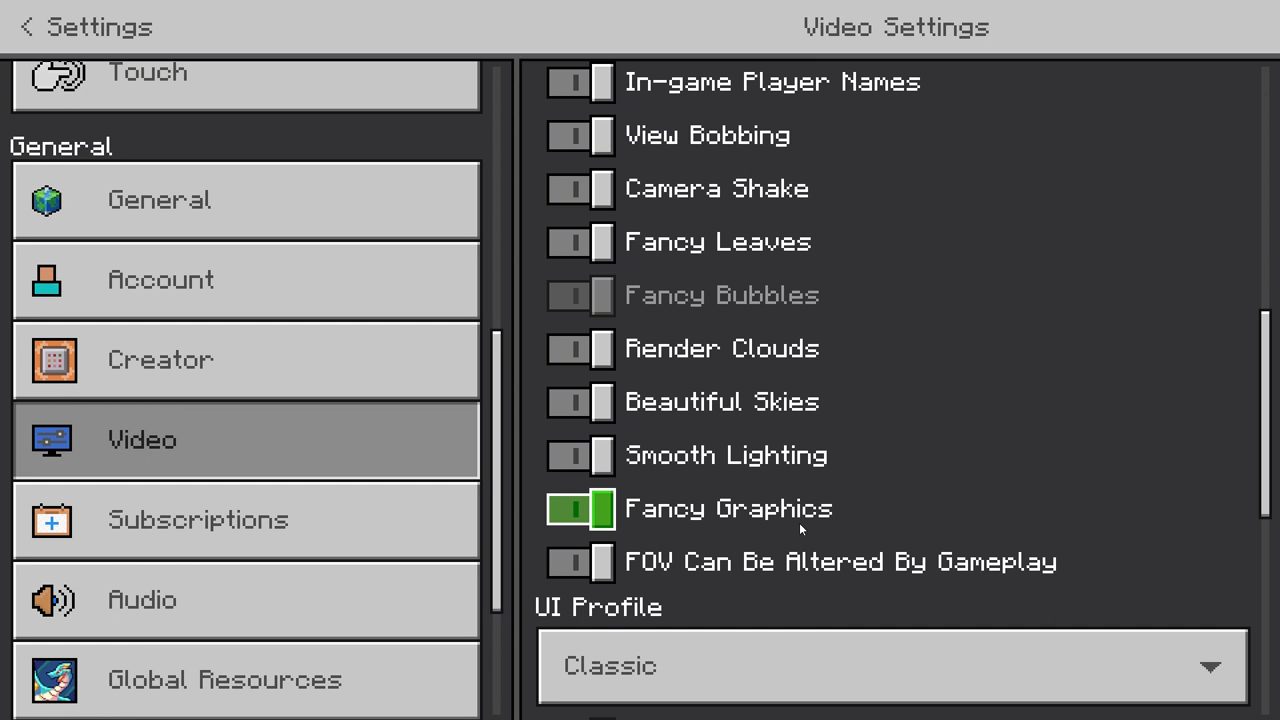 Settings
Video Settings
Touch
General
General
Account
Creator
Video
Subscriptions
Audio
Global Resources
In-game Player Names
View Bobbing
Camera Shake
Fancy Leaves
Fancy Bubbles
Render Clouds
Beautiful Skies
Smooth Lighting
Fancy Graphics
FOV Can Be Altered By Gameplay
UI Profile
Classic